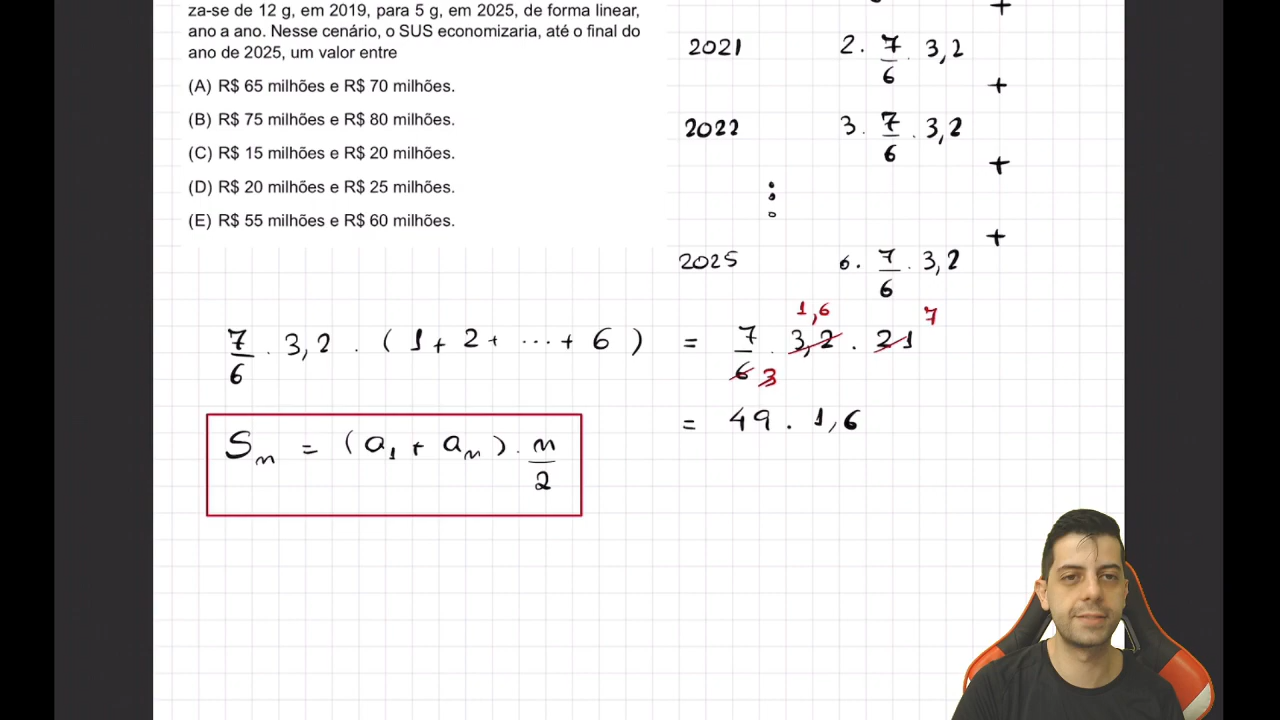 za-se de 12 g, em 2019, para 5 g, em 2025, de forma linear,
ano a ano. Nesse cenário, o SUS economizaria, até o final do
ano de 2025, um valor entre
(A) R$ 65 milhões e R$ 70 milhões.
(B) R$ 75 milhões e R$ 80 milhões.
(C) R$ 15 milhões e R$ 20 milhões.
(D) R$ 20 milhões e R$ 25 milhões.
(E) R$ 55 milhões e R$ 60 milhões.
+
2021 2. 7/6 . 3,2
+
2022 3. 7/6 . 3,2
+
⋮
+
2025 6. 7/6 . 3,2
1,6 7
7/6 . 3,2 . (1 + 2 + ... + 6) = 7/6 . 3,2 . 21
3
= 49 . 1,6
Sn = (a1 + an) . n/2